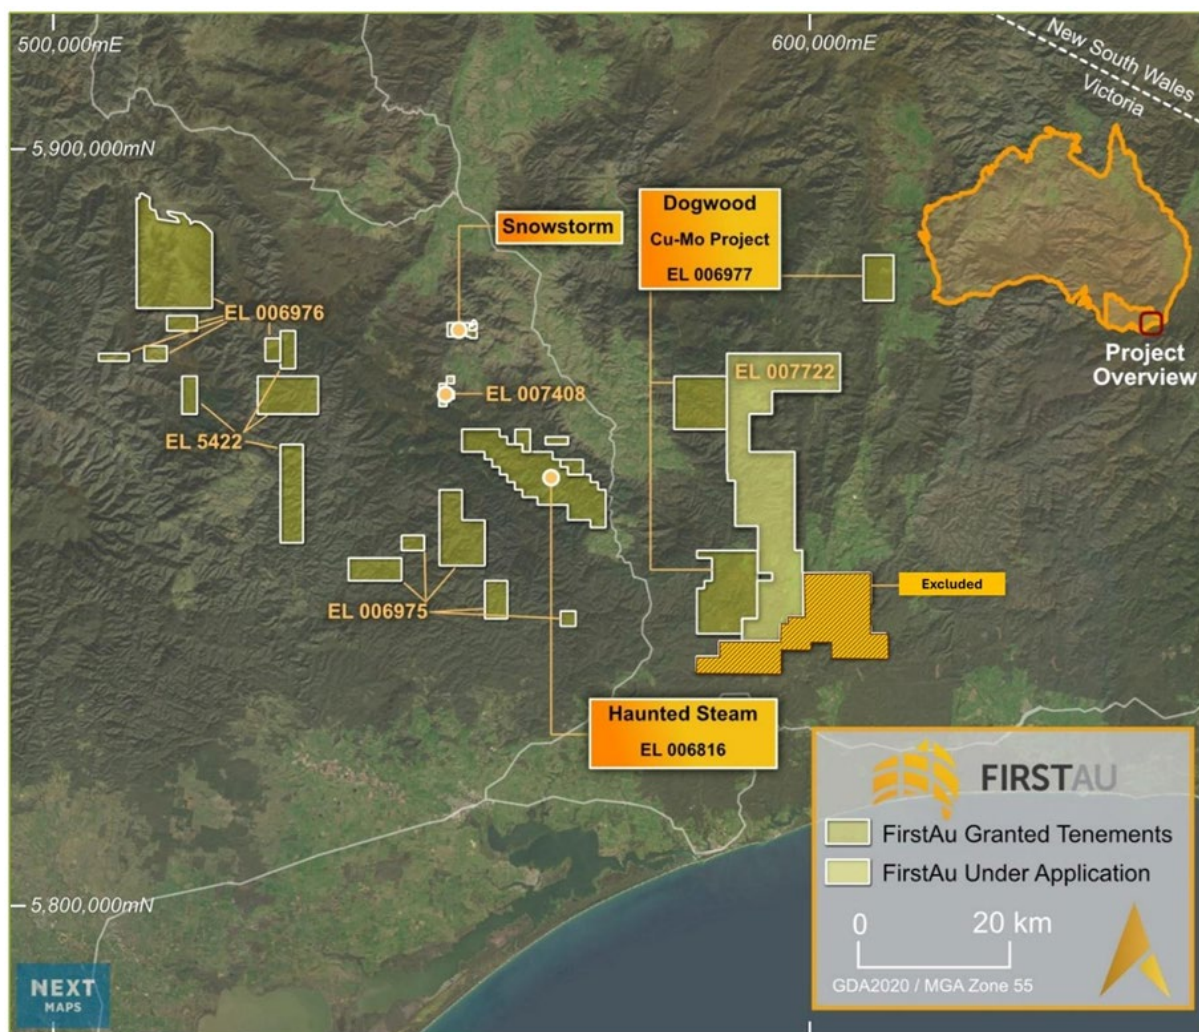 500,000mE
600,000mE
New South Wales
Victoria
5,900,000mN
Snowstorm
Dogwood
Cu-Mo Project
EL 006977
EL 006976
Project
Overview
EL 007722
EL 007408
EL 5422
Excluded
EL 006975
Haunted Steam
EL 006816
FIRSTAU
FirstAu Granted Tenements
FirstAu Under Application
5,800,000mN
0 20 km
GDA2020 / MGA Zone 55
NEXT
MAPS